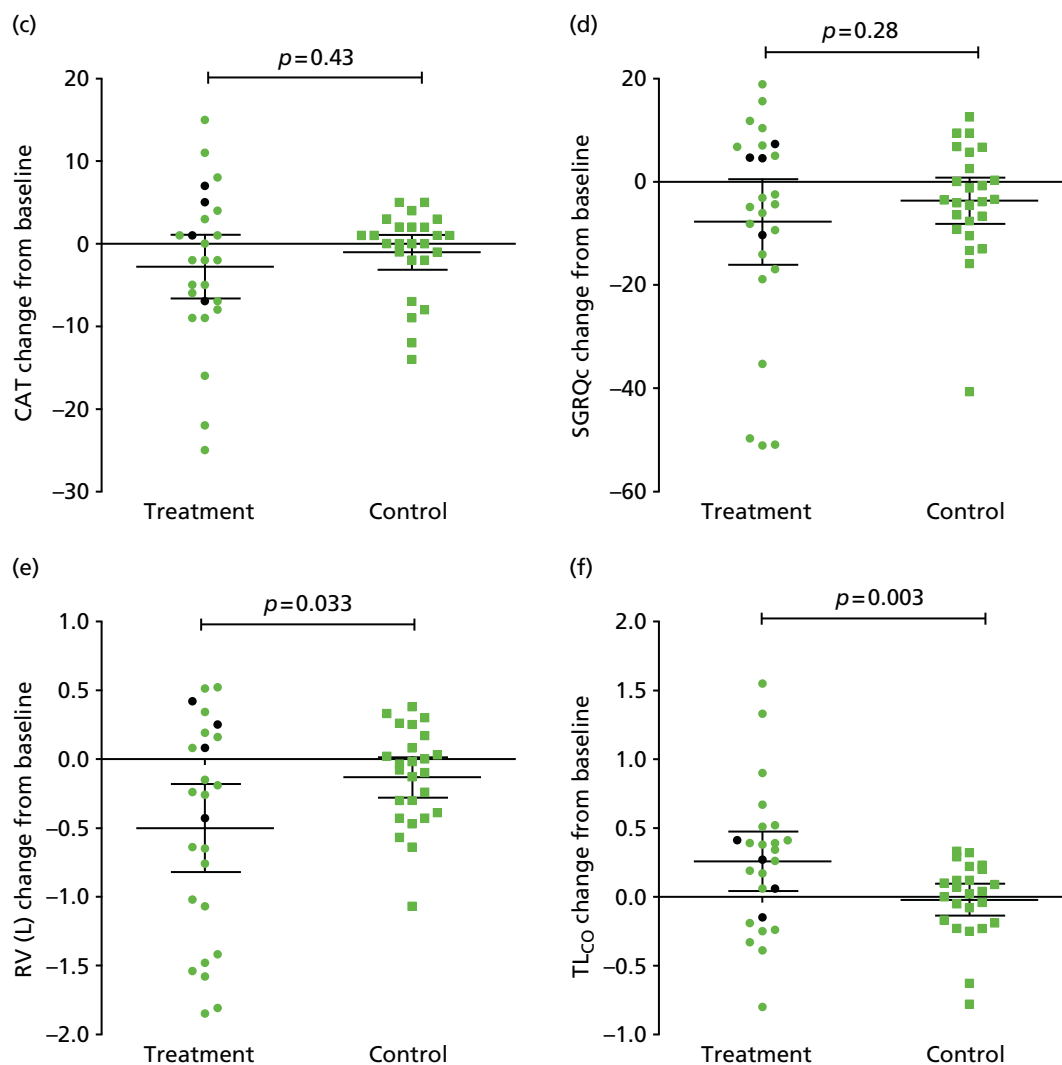 (c)
p=0.43
20
10
0
−10
−20
−30
CAT change from baseline
Treatment
Control
(d)
p=0.28
20
0
−20
−40
−60
SGRQc change from baseline
Treatment
Control
(e)
p=0.033
1.0
0.5
0.0
−0.5
−1.0
−1.5
−2.0
RV (L) change from baseline
Treatment
Control
(f)
p=0.003
2.0
1.5
1.0
0.5
0.0
−0.5
−1.0
TLCO change from baseline
Treatment
Control